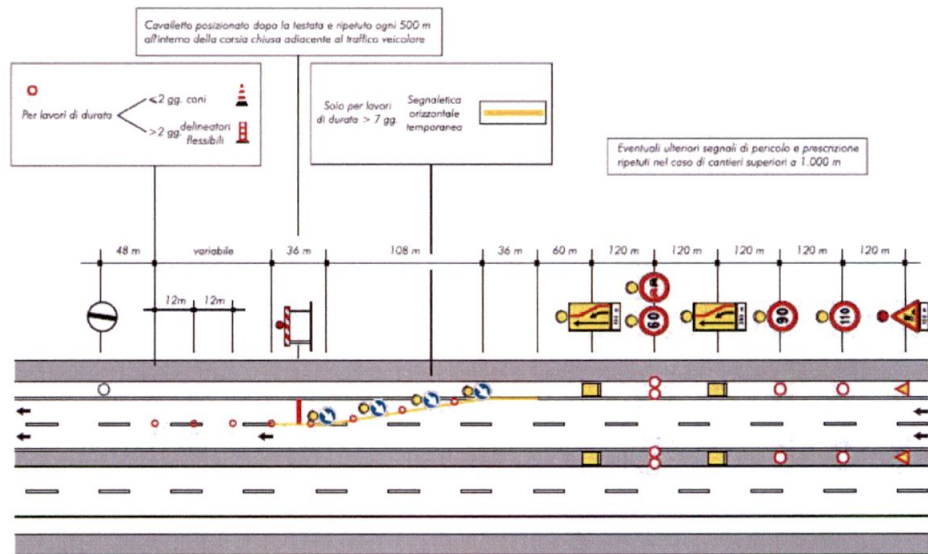 Cavalletto posizionato dopo la testata e ripetuto ogni 500 m
all'interno della corsia chiusa adiacente al traffico veicolare
Per lavori di durata
<2 gg. coni
>2 gg. delineatori
flessibili
Solo per lavori
di durata > 7 gg.
Segnaletica
orizzontale
temporanea
Eventuali ulteriori segnali di pericolo e prescrizione
ripetuti nel caso di cantieri superiori a 1.000 m
48 m
variabile
36 m
108 m
36 m
60 m
120 m
120 m
120 m
120 m
120 m
12m
12m
60
90
110